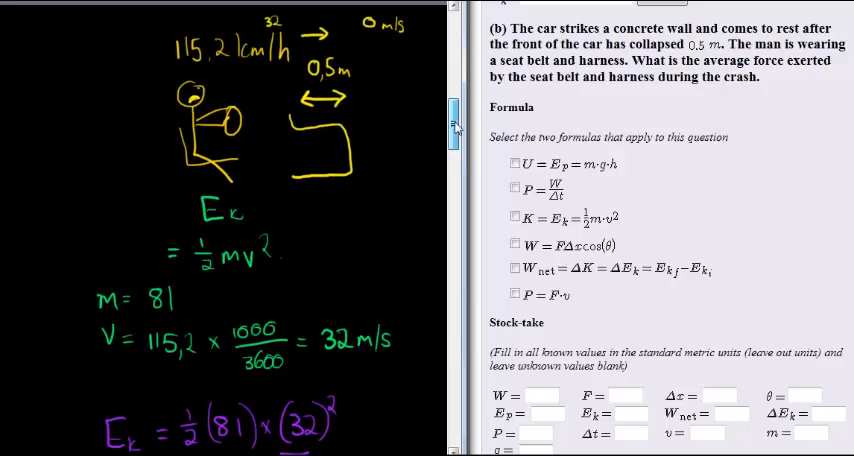 32
0 m/s
115,2 km/h
0,5m
Ek
= 1/2 mv².
m = 81
v = 115,2 × 1000/3600 = 32 m/s
Ek = 1/2 (81) × (32)²
(b) The car strikes a concrete wall and comes to rest after
the front of the car has collapsed 0.5 m. The man is wearing
a seat belt and harness. What is the average force exerted
by the seat belt and harness during the crash.
Formula
Select the two formulas that apply to this question
U = Ep = m·g·h
P = W/Δt
K = Ek = 1/2 m·v²
W = FΔx cos(θ)
Wnet = ΔK = ΔEk = Ekf − Eki
P = F·v
Stock-take
(Fill in all known values in the standard metric units (leave out units) and
leave unknown values blank)
W = F = Δx = θ =
Ep = Ek = Wnet = ΔEk =
P = Δt = v = m =
g =